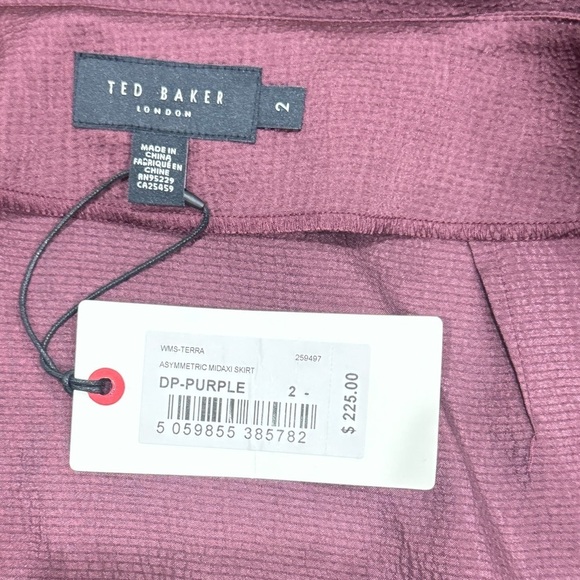 TED BAKER
LONDON
2
MADE IN
CHINA
FABRIQUÉ EN
CHINE
RN95229
CA25459
WMS-TERRA 259497
ASYMMETRIC MIDAXI SKIRT
DP-PURPLE 2 -
5 059855 385782
$ 225.00